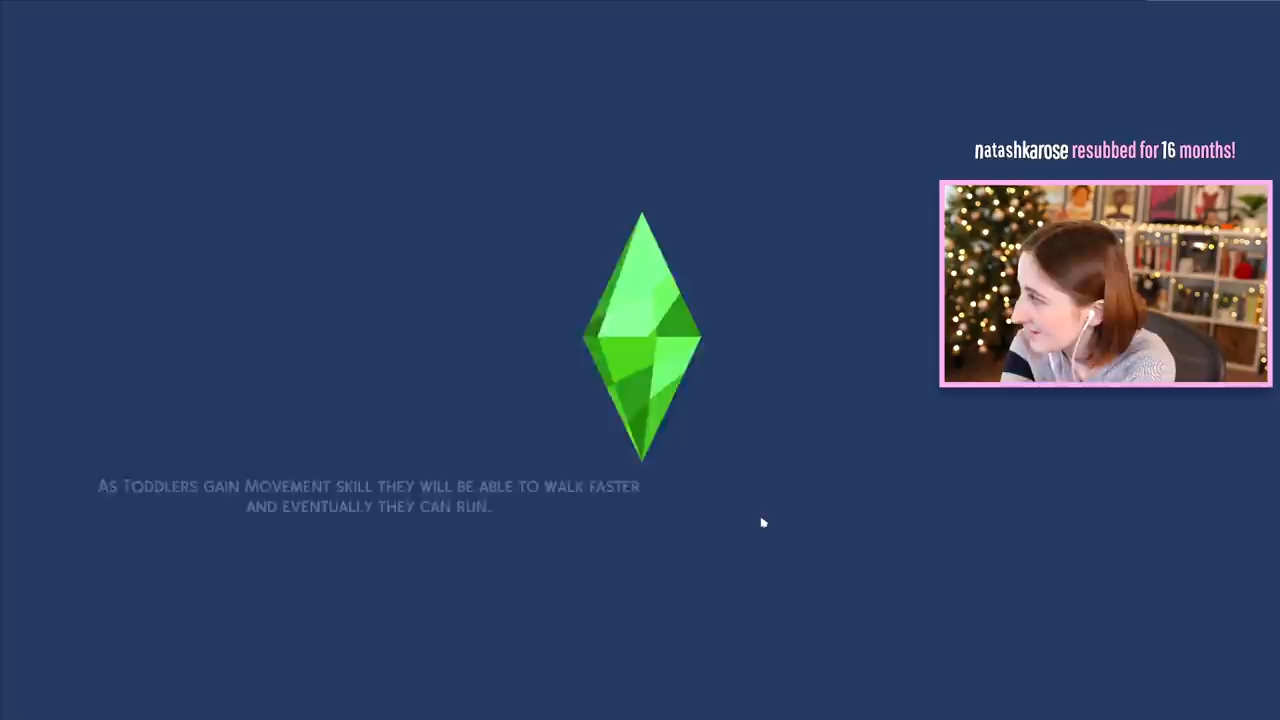 natashkarose resubbed for 16 months!
As Toddlers gain Movement skill they will be able to walk faster
and eventually they can run.